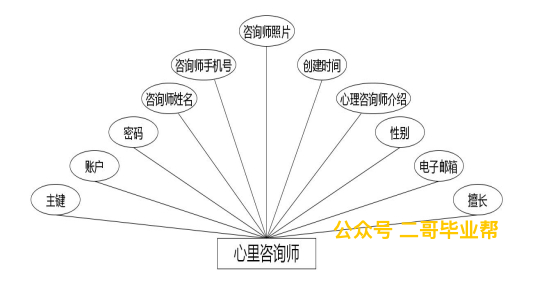 咨询师照片
咨询师手机号
创建时间
咨询师姓名
心理咨询师介绍
密码
性别
账户
电子邮箱
主键
擅长
公众号 二哥毕业帮
心里咨询师